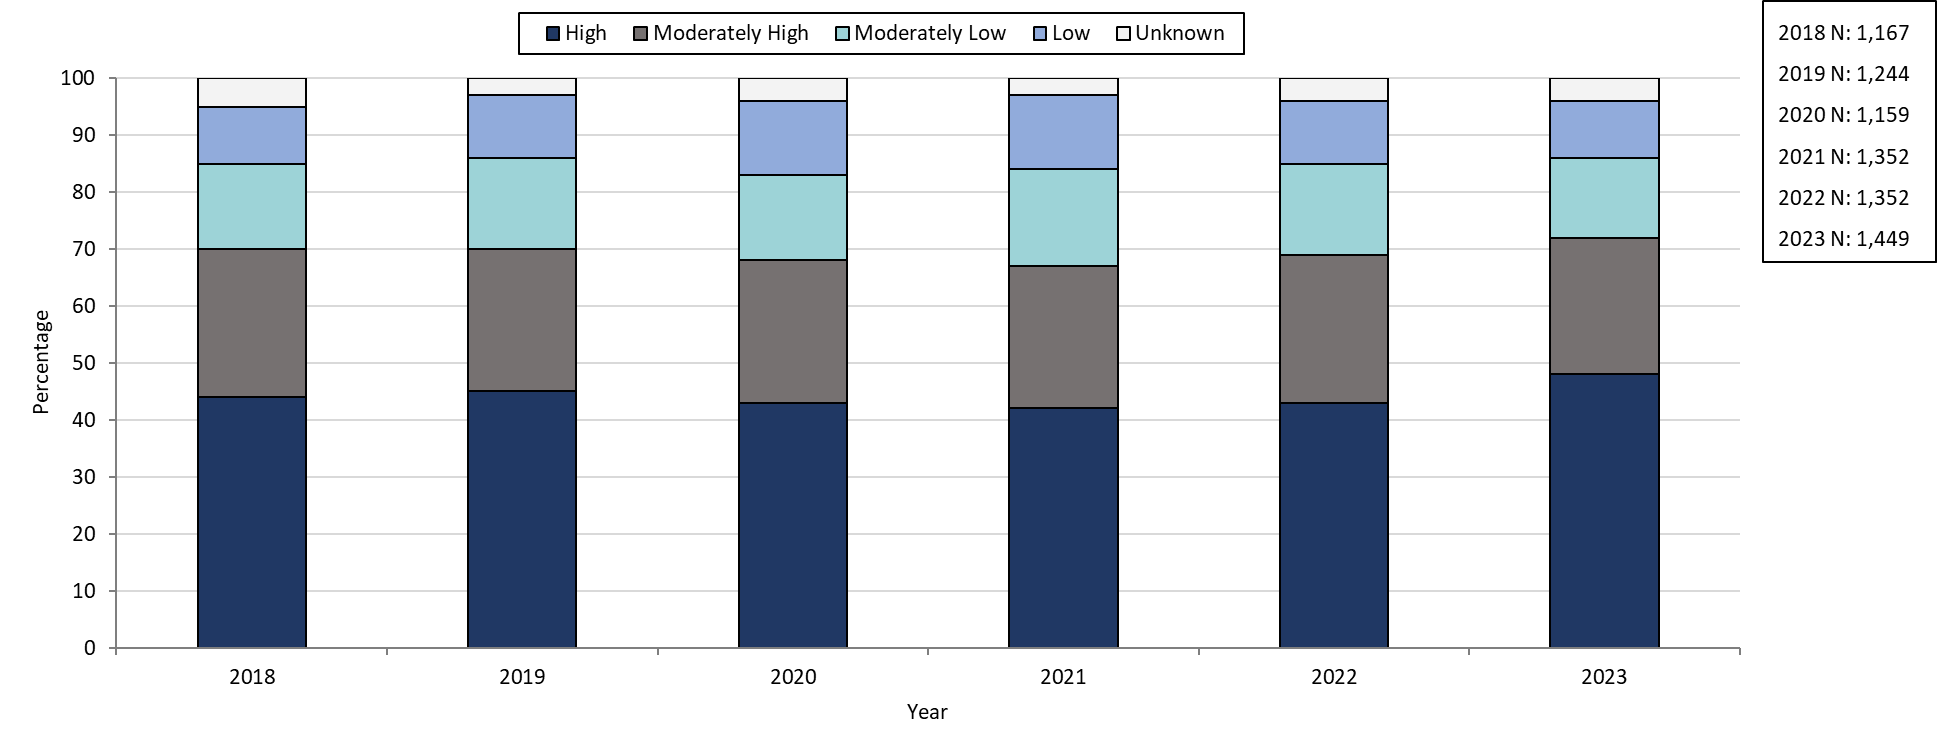 High Moderately High Moderately Low Low Unknown
2018 N: 1,167
2019 N: 1,244
2020 N: 1,159
2021 N: 1,352
2022 N: 1,352
2023 N: 1,449
Percentage
100
90
80
70
60
50
40
30
20
10
0
2018 2019 2020 2021 2022 2023
Year